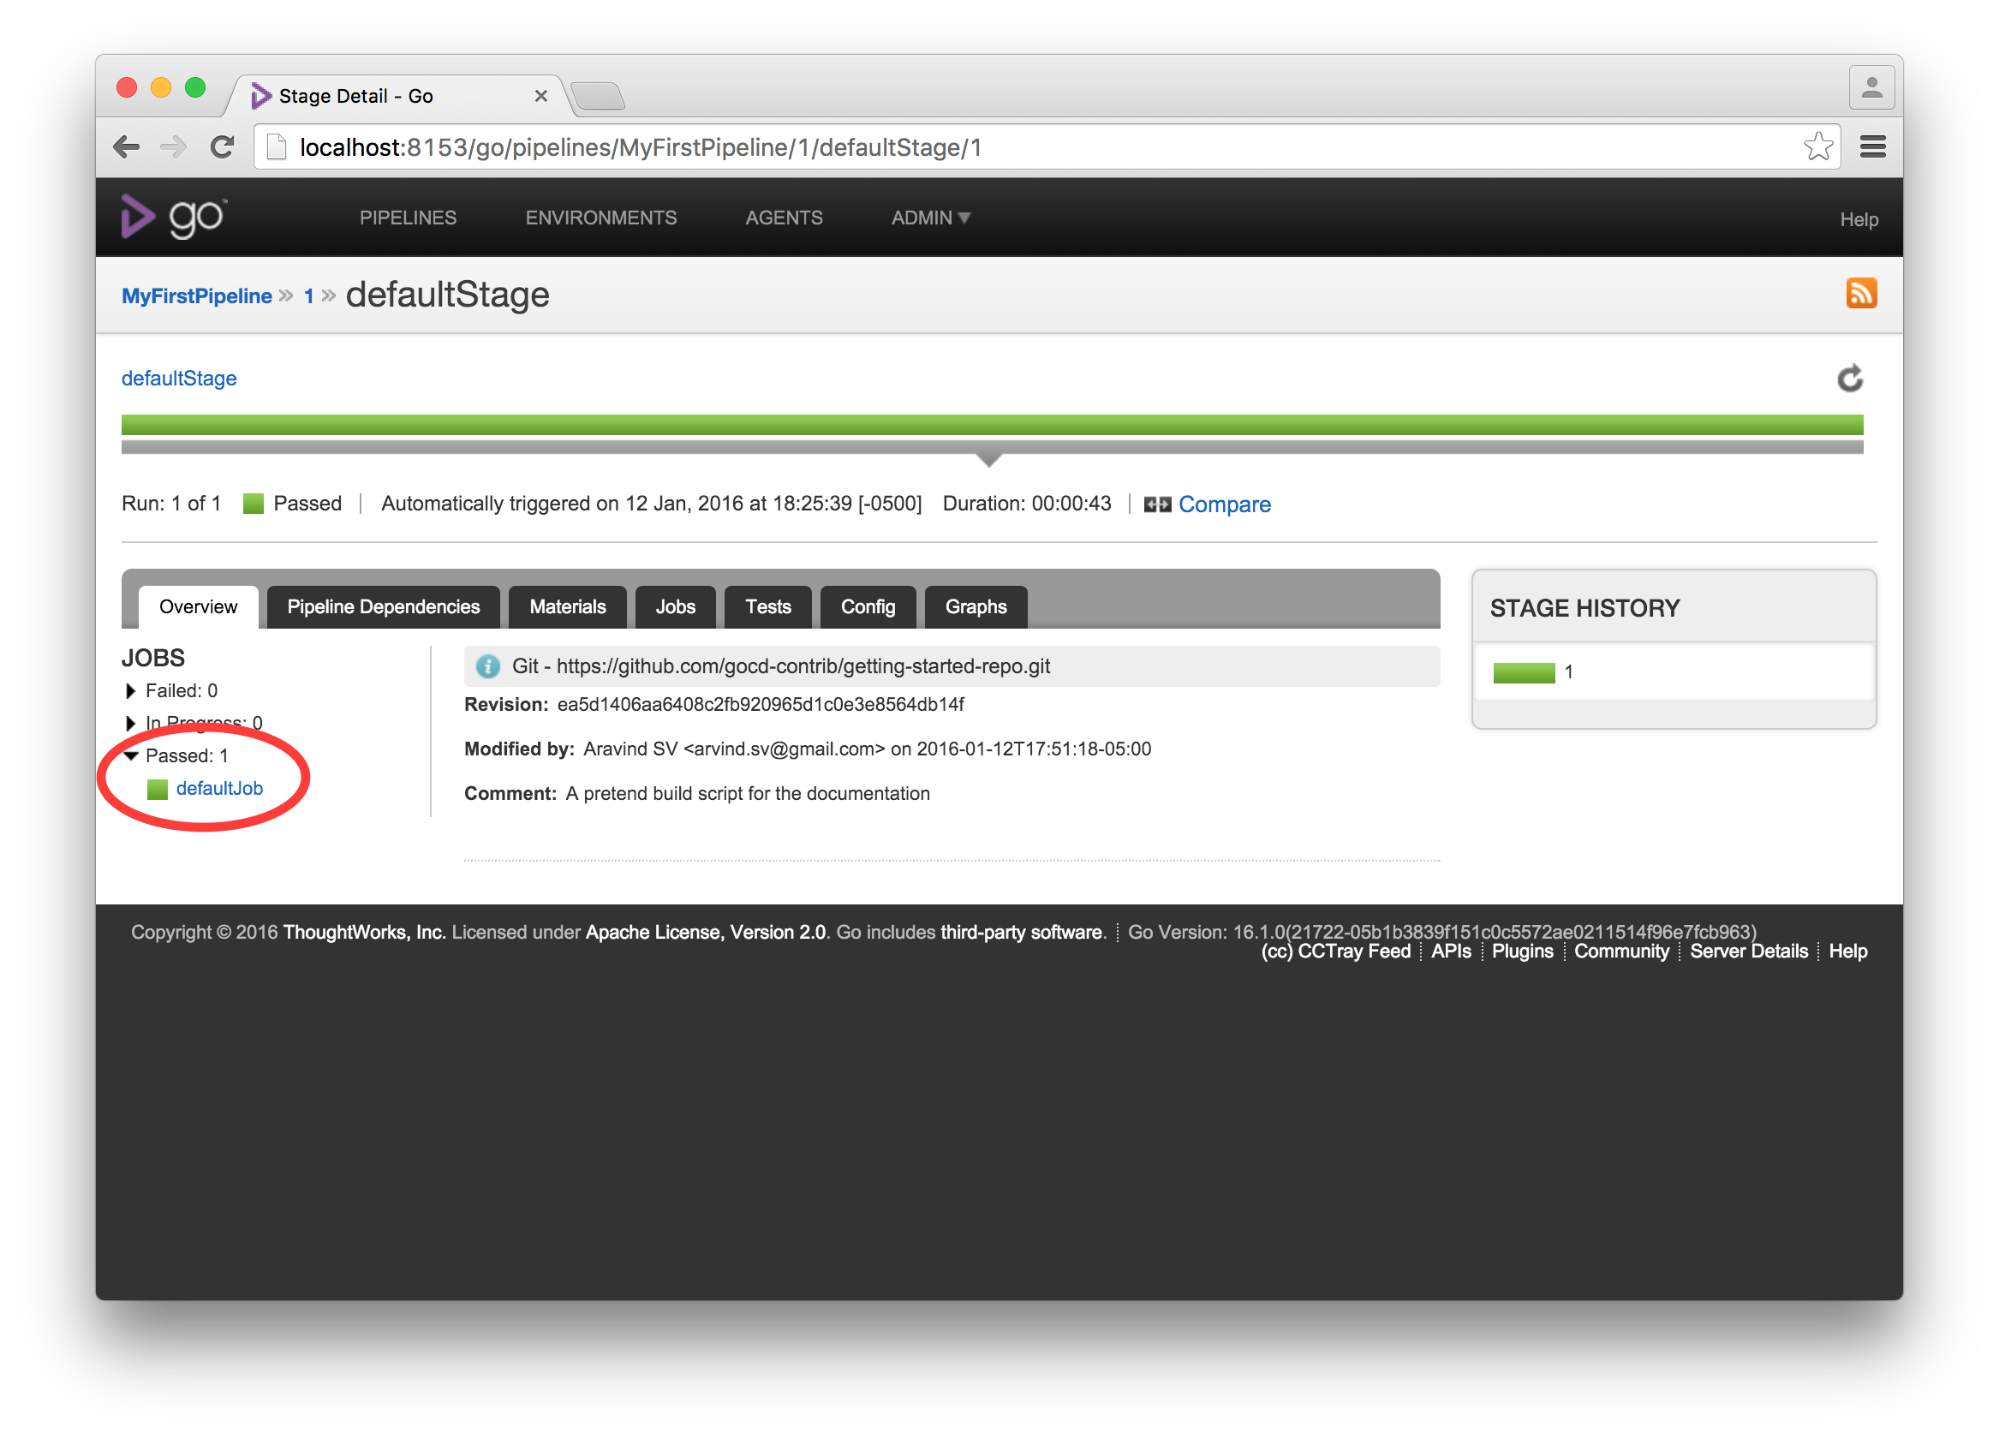 Stage Detail - Go
localhost:8153/go/pipelines/MyFirstPipeline/1/defaultStage/1
go™ PIPELINES ENVIRONMENTS AGENTS ADMIN Help
MyFirstPipeline » 1 » defaultStage
defaultStage
Run: 1 of 1 Passed | Automatically triggered on 12 Jan, 2016 at 18:25:39 [-0500] Duration: 00:00:43 | Compare
Overview Pipeline Dependencies Materials Jobs Tests Config Graphs
JOBS
Failed: 0
In Progress: 0
Passed: 1
defaultJob
Git - https://github.com/gocd-contrib/getting-started-repo.git
Revision: ea5d1406aa6408c2fb920965d1c0e3e8564db14f
Modified by: Aravind SV <arvind.sv@gmail.com> on 2016-01-12T17:51:18-05:00
Comment: A pretend build script for the documentation
STAGE HISTORY
1
Copyright © 2016 ThoughtWorks, Inc. Licensed under Apache License, Version 2.0. Go includes third-party software. Go Version: 16.1.0(21722-05b1b3839f151c0c5572ae0211514f96e7fcb963)
(cc) CCTray Feed APIs Plugins Community Server Details Help